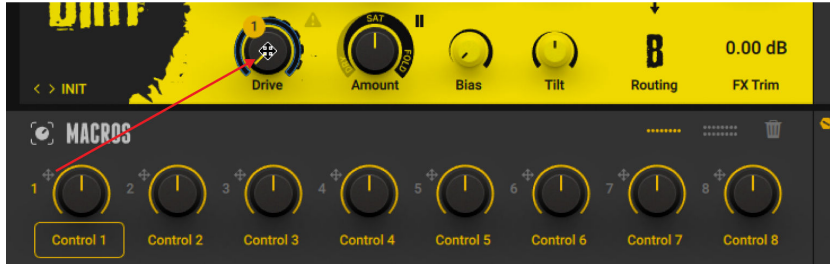 1
SAT
FOLD
B
0.00 dB
< > INIT
Drive
Amount
Bias
Tilt
Routing
FX Trim
MACROS
1 2 3 4 5 6 7 8
Control 1 Control 2 Control 3 Control 4 Control 5 Control 6 Control 7 Control 8